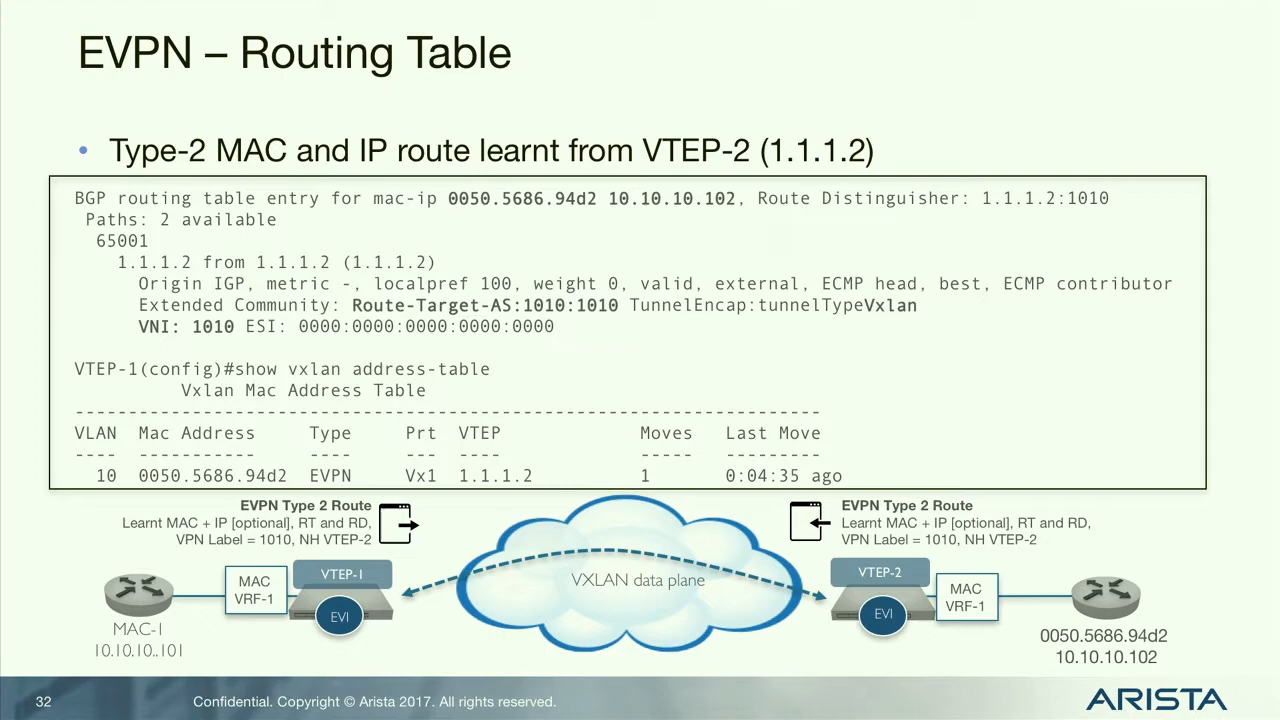 EVPN – Routing Table
• Type-2 MAC and IP route learnt from VTEP-2 (1.1.1.2)
BGP routing table entry for mac-ip 0050.5686.94d2 10.10.10.102, Route Distinguisher: 1.1.1.2:1010
Paths: 2 available
65001
1.1.1.2 from 1.1.1.2 (1.1.1.2)
Origin IGP, metric -, localpref 100, weight 0, valid, external, ECMP head, best, ECMP contributor
Extended Community: Route-Target-AS:1010:1010 TunnelEncap:tunnelTypeVxlan
VNI: 1010 ESI: 0000:0000:0000:0000:0000
VTEP-1(config)#show vxlan address-table
Vxlan Mac Address Table
----------------------------------------------------------------------
VLAN  Mac Address     Type      Prt  VTEP             Moves   Last Move
----  -----------     ----      ---  ----             -----   ---------
10  0050.5686.94d2  EVPN      Vx1  1.1.1.2          1       0:04:35 ago
EVPN Type 2 Route
Learnt MAC + IP [optional], RT and RD,
VPN Label = 1010, NH VTEP-2
EVPN Type 2 Route
Learnt MAC + IP [optional], RT and RD,
VPN Label = 1010, NH VTEP-2
MAC
VRF-1
VTEP-1
EVI
VXLAN data plane
VTEP-2
EVI
MAC
VRF-1
MAC-1
10.10.10..101
0050.5686.94d2
10.10.10.102
32
Confidential. Copyright © Arista 2017. All rights reserved.
ARISTA